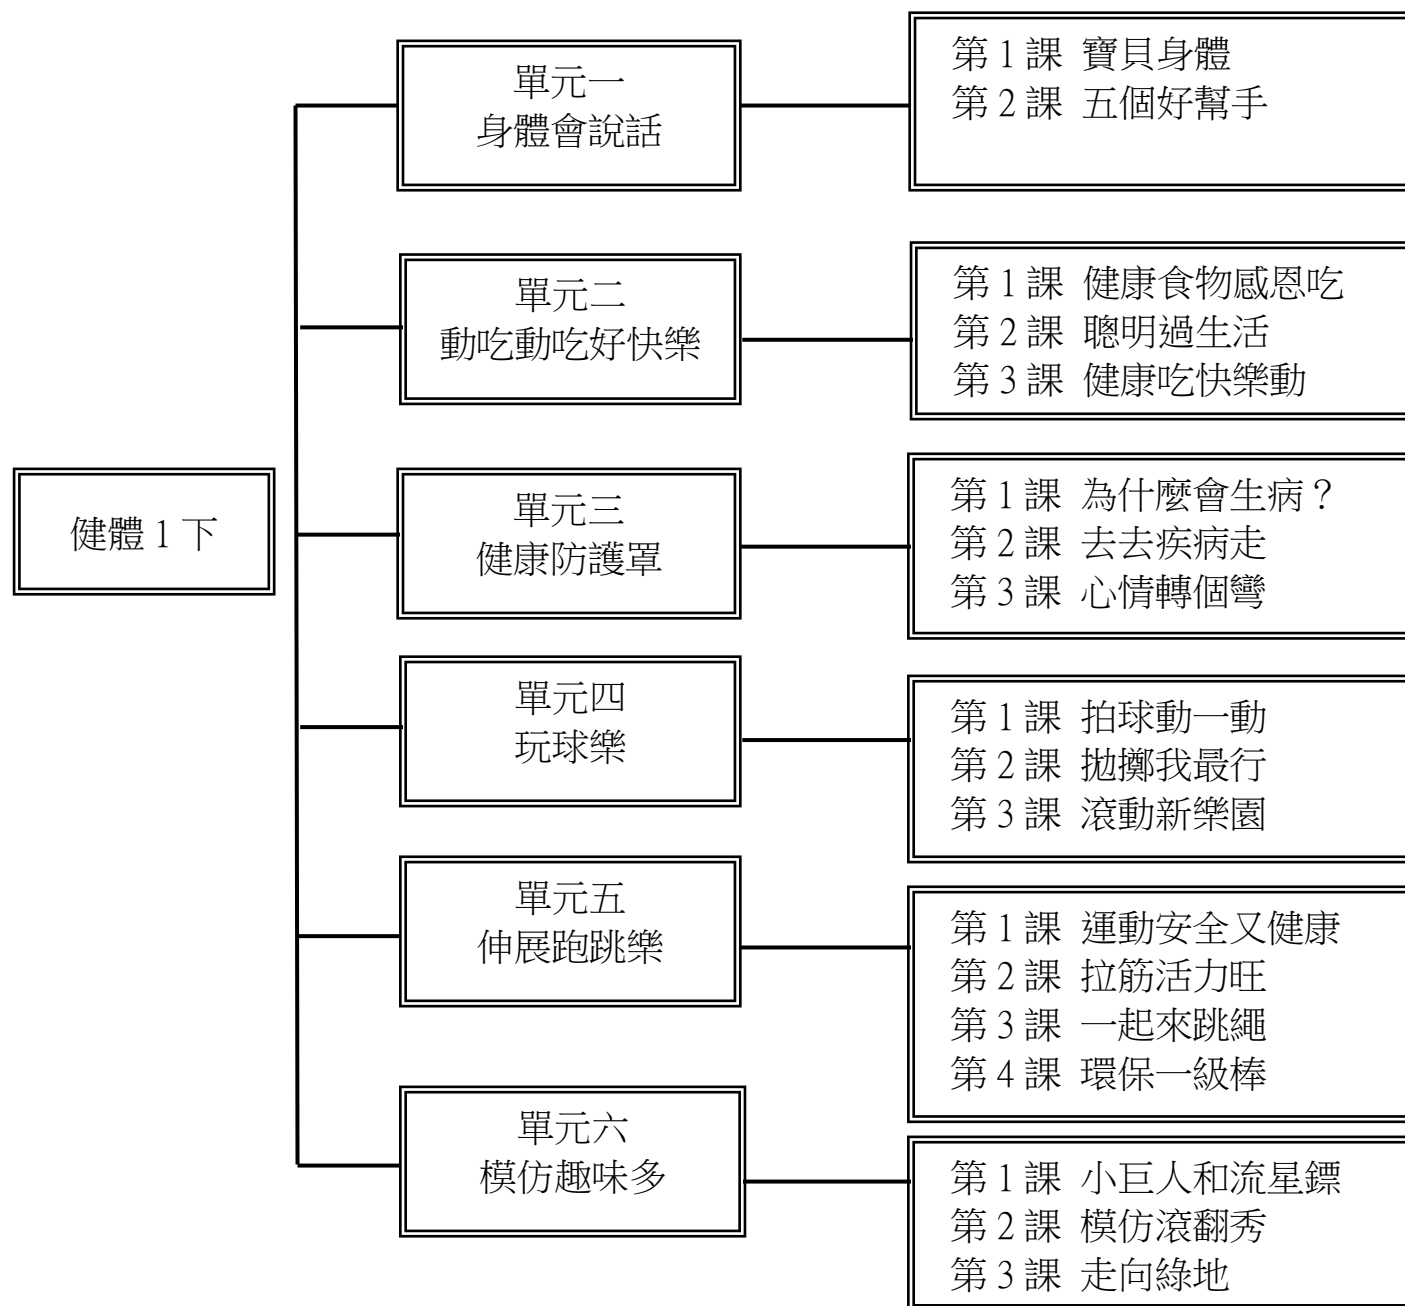 健體 1 下
單元一
身體會說話
第 1 課 寶貝身體
第 2 課 五個好幫手
單元二
動吃動吃好快樂
第 1 課 健康食物感恩吃
第 2 課 聰明過生活
第 3 課 健康吃快樂動
單元三
健康防護罩
第 1 課 為什麼會生病？
第 2 課 去去疾病走
第 3 課 心情轉個彎
單元四
玩球樂
第 1 課 拍球動一動
第 2 課 拋擲我最行
第 3 課 滾動新樂園
單元五
伸展跑跳樂
第 1 課 運動安全又健康
第 2 課 拉筋活力旺
第 3 課 一起來跳繩
第 4 課 環保一級棒
單元六
模仿趣味多
第 1 課 小巨人和流星鏢
第 2 課 模仿滾翻秀
第 3 課 走向綠地